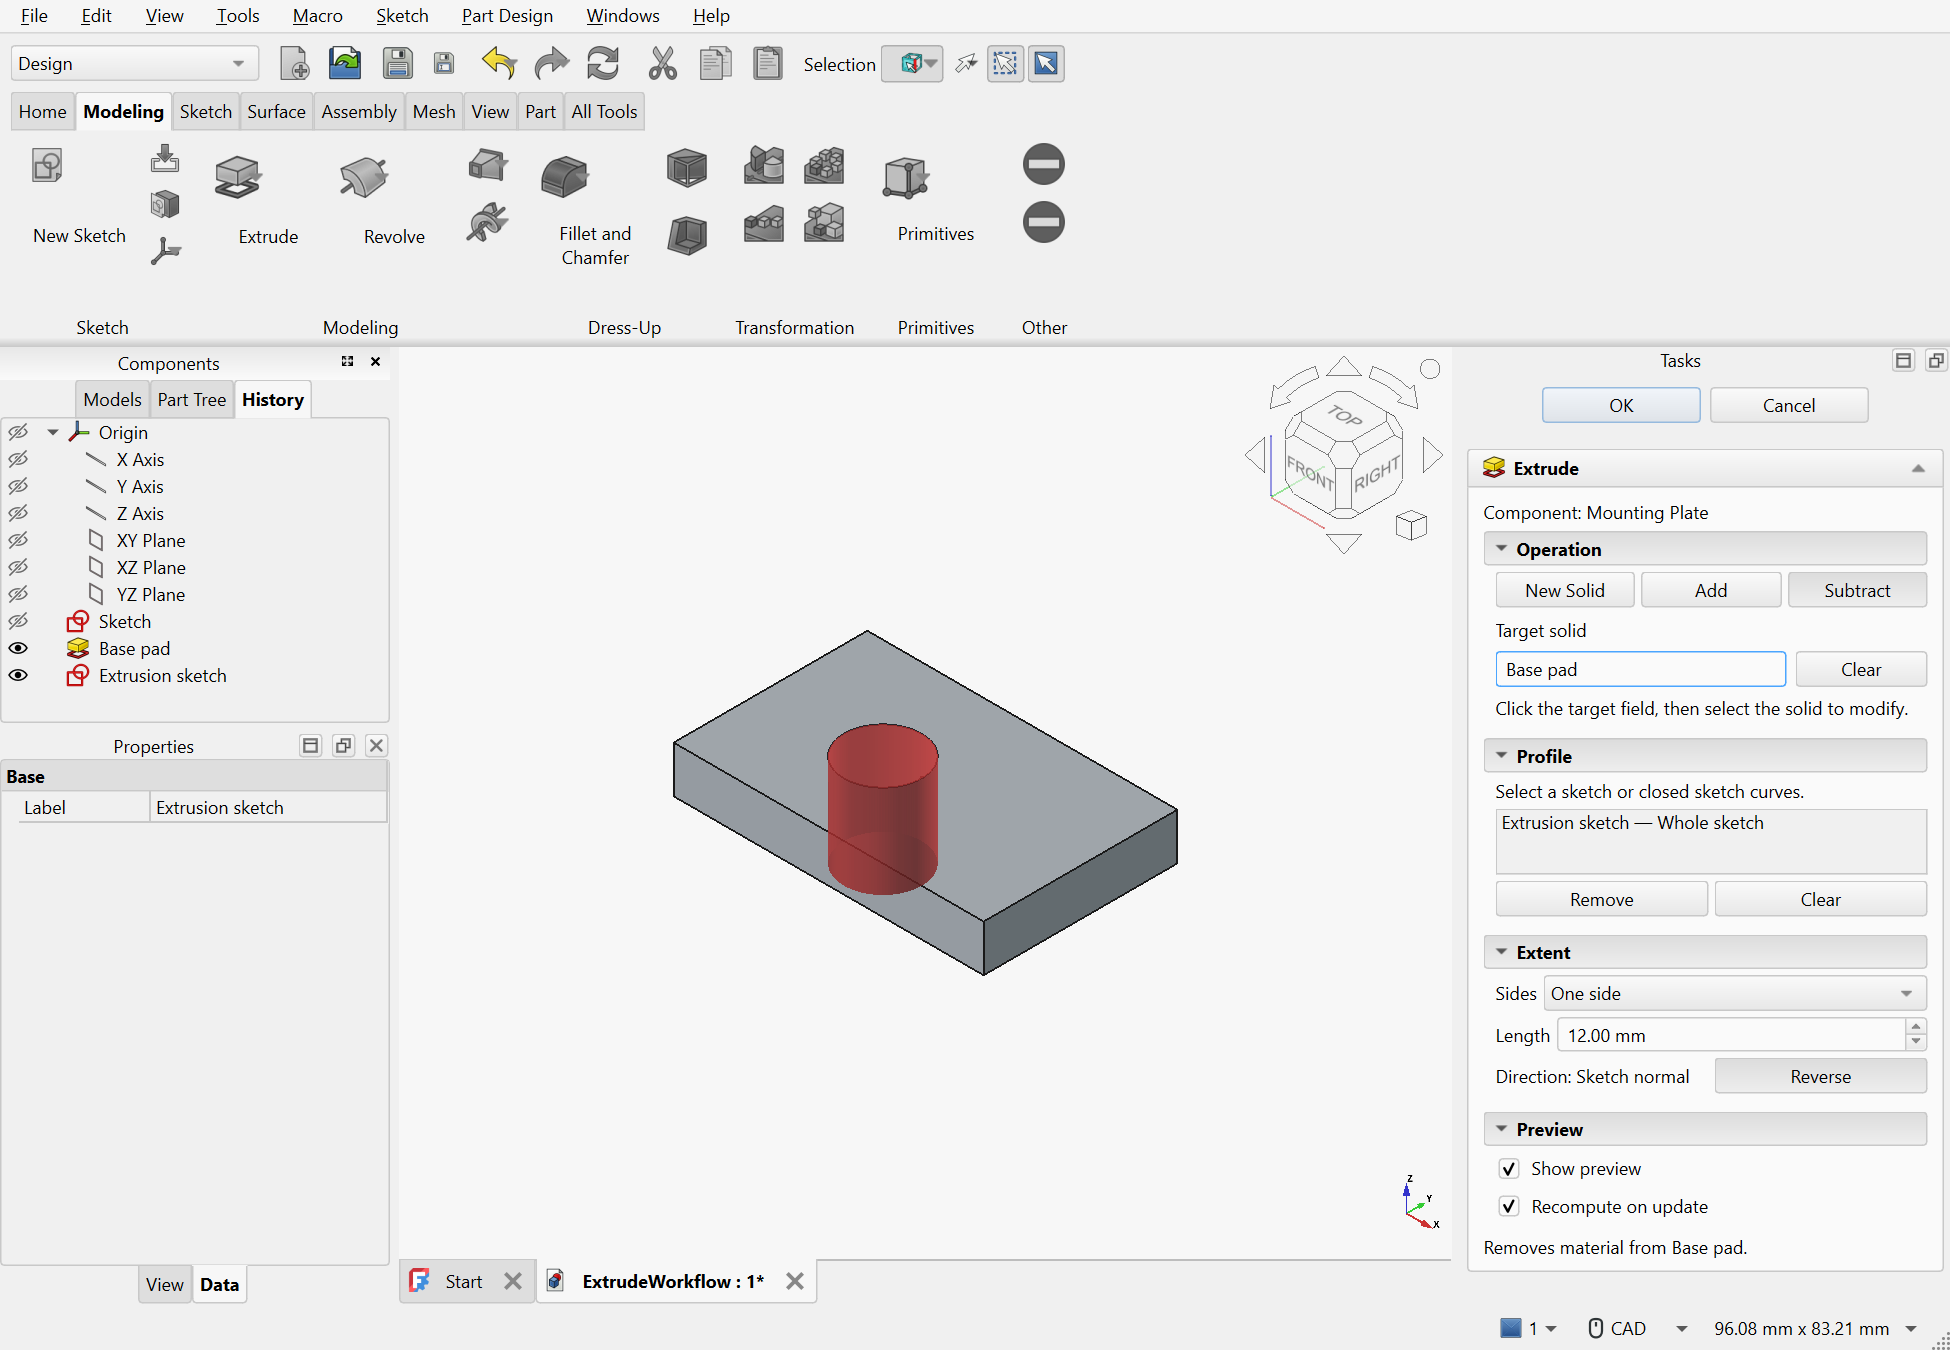 File Edit View Tools Macro Sketch Part Design Windows Help
Design Selection
Home Modeling Sketch Surface Assembly Mesh View Part All Tools
New Sketch Extrude Revolve Fillet and Chamfer Primitives
Sketch Modeling Dress-Up Transformation Primitives Other
Components
Models Part Tree History
Origin
X Axis
Y Axis
Z Axis
XY Plane
XZ Plane
YZ Plane
Sketch
Base pad
Extrusion sketch
Properties
Base
Label Extrusion sketch
View Data
TOP
FRONT RIGHT
Z
Y
X
Start ExtrudeWorkflow : 1*
Tasks
OK Cancel
Extrude
Component: Mounting Plate
Operation
New Solid Add Subtract
Target solid
Base pad Clear
Click the target field, then select the solid to modify.
Profile
Select a sketch or closed sketch curves.
Extrusion sketch — Whole sketch
Remove Clear
Extent
Sides One side
Length 12.00 mm
Direction: Sketch normal Reverse
Preview
Show preview
Recompute on update
Removes material from Base pad.
1 CAD 96.08 mm x 83.21 mm